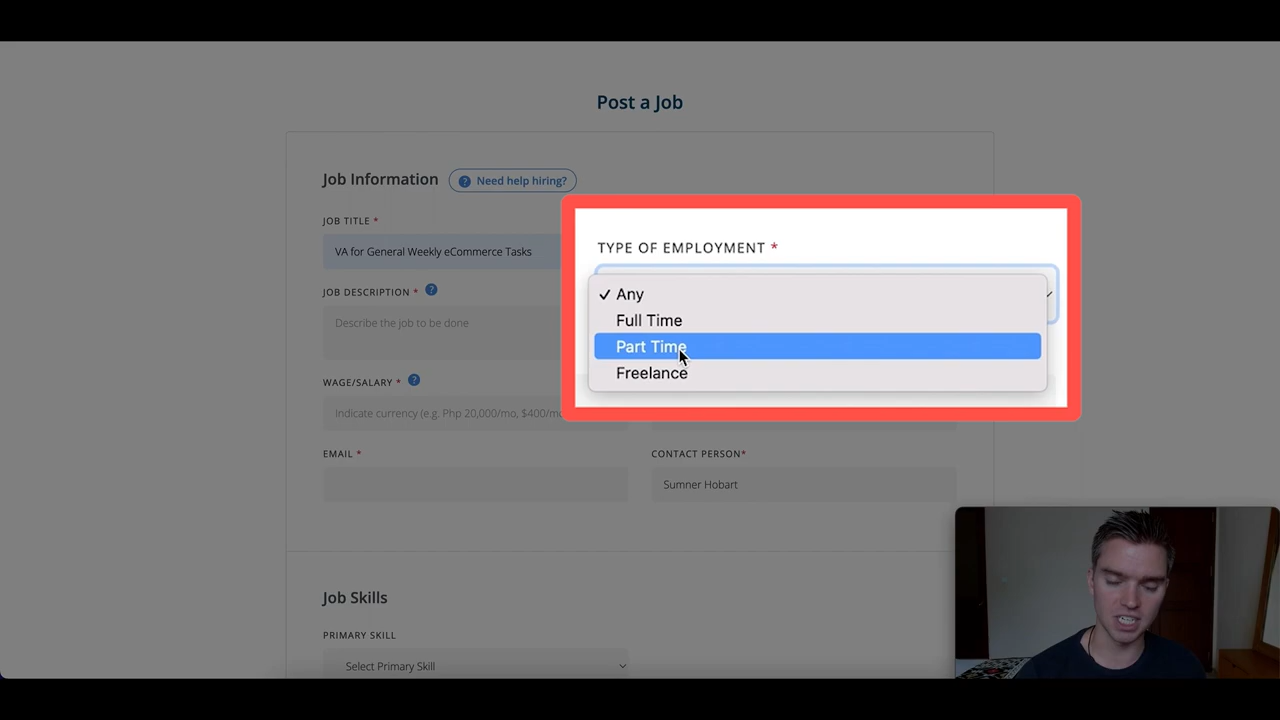 Post a Job
Job Information
Need help hiring?
JOB TITLE *
VA for General Weekly eCommerce Tasks
TYPE OF EMPLOYMENT *
Any
Full Time
Part Time
Freelance
JOB DESCRIPTION *
Describe the job to be done
WAGE/SALARY *
Indicate currency (e.g. Php 20,000/mo, $400/mo
EMAIL *
CONTACT PERSON*
Sumner Hobart
Job Skills
PRIMARY SKILL
Select Primary Skill